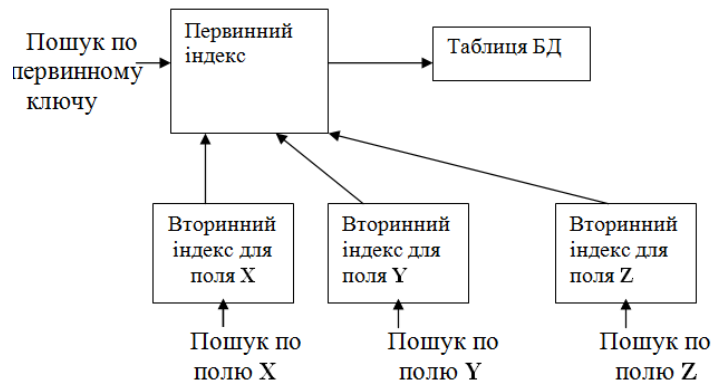 Пошук по
первинному
ключу
Первинний
індекс
Таблиця БД
Вторинний
індекс для
поля X
Вторинний
індекс для
поля Y
Вторинний
індекс для
поля Z
Пошук по
полю X
Пошук по
полю Y
Пошук по
полю Z